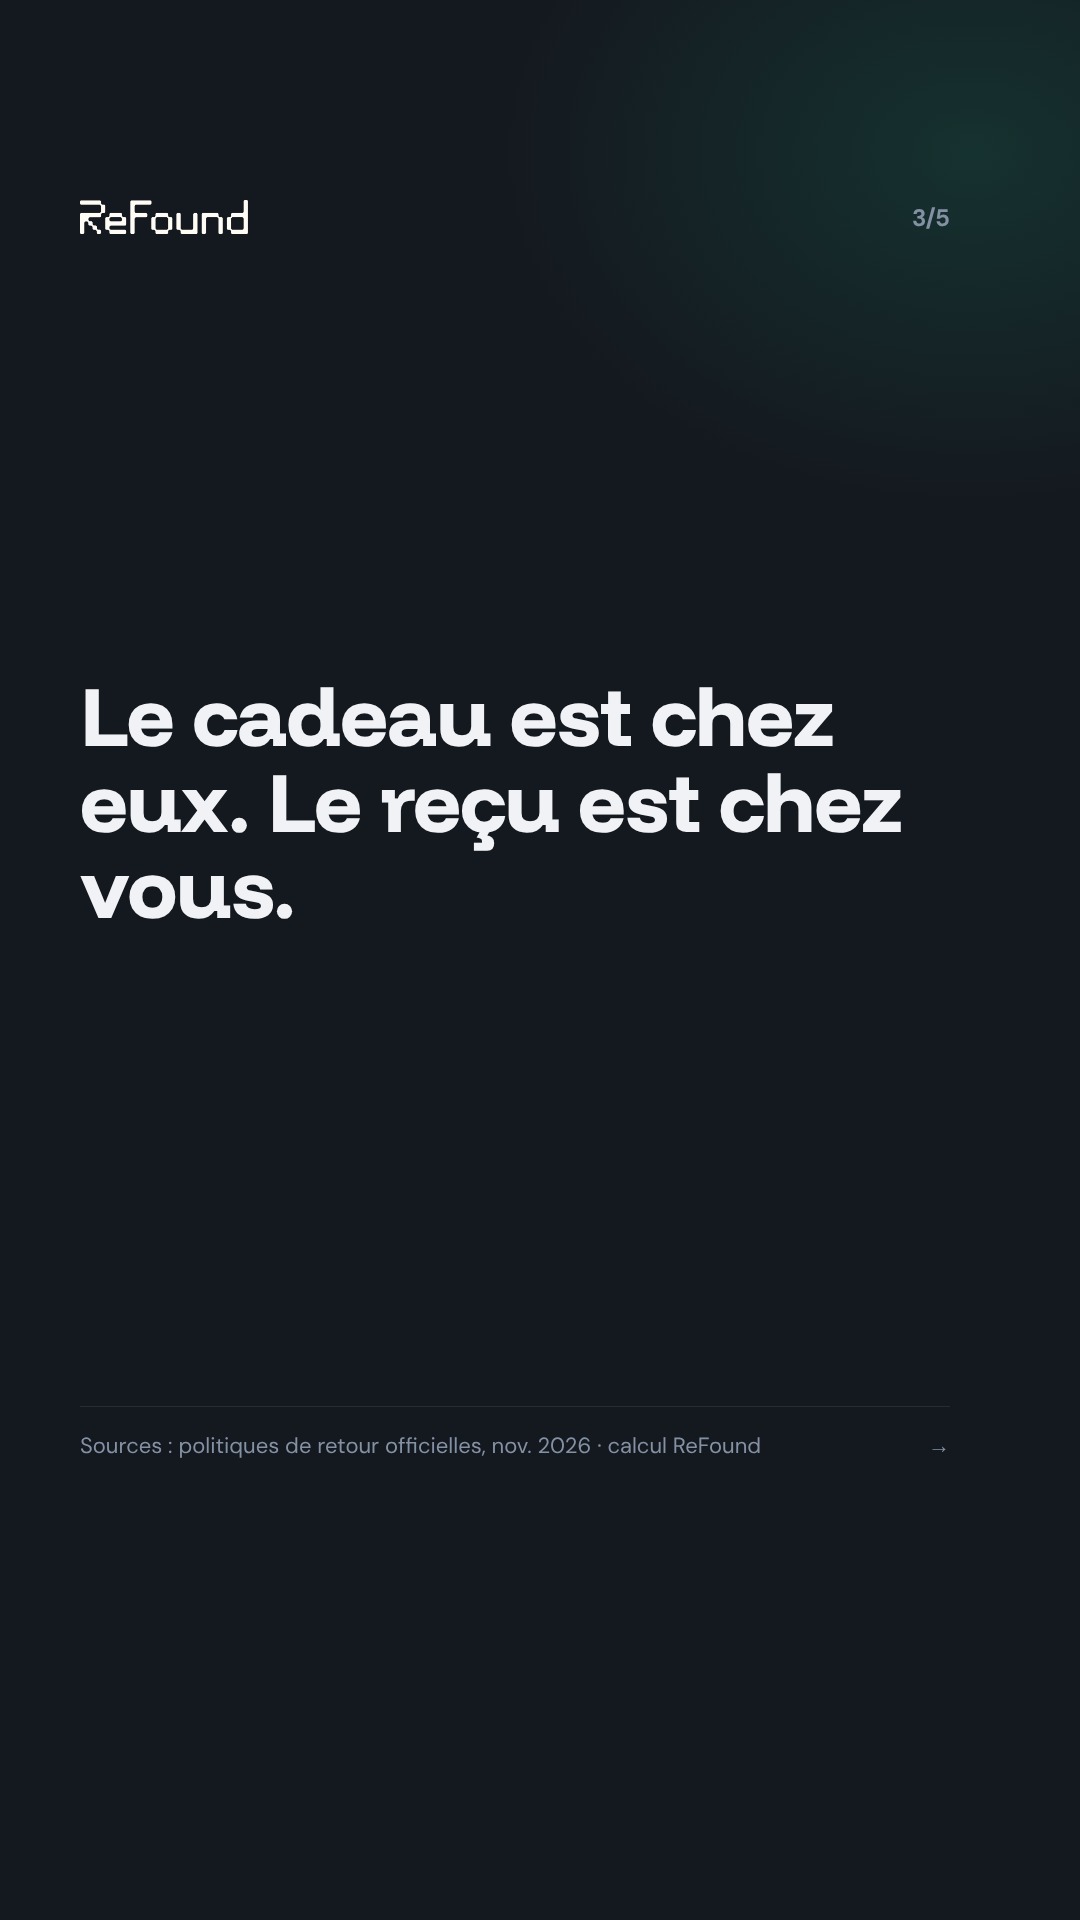 ReFound
3/5
Le cadeau est chez
eux. Le reçu est chez
vous.
Sources : politiques de retour officielles, nov. 2026 · calcul ReFound →